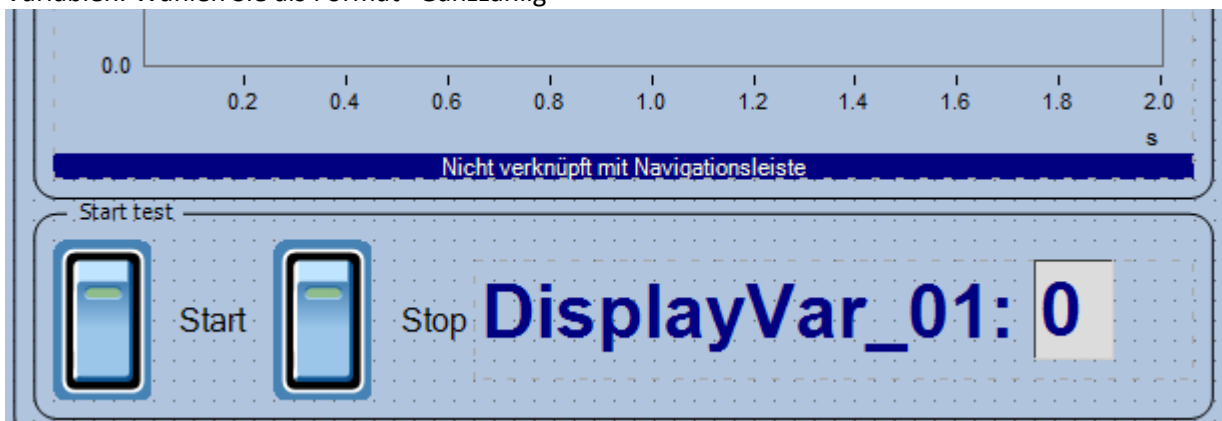 0.0
0.2 0.4 0.6 0.8 1.0 1.2 1.4 1.6 1.8 2.0
s
Nicht verknüpft mit Navigationsleiste
Start test
Start Stop DisplayVar_01: 0